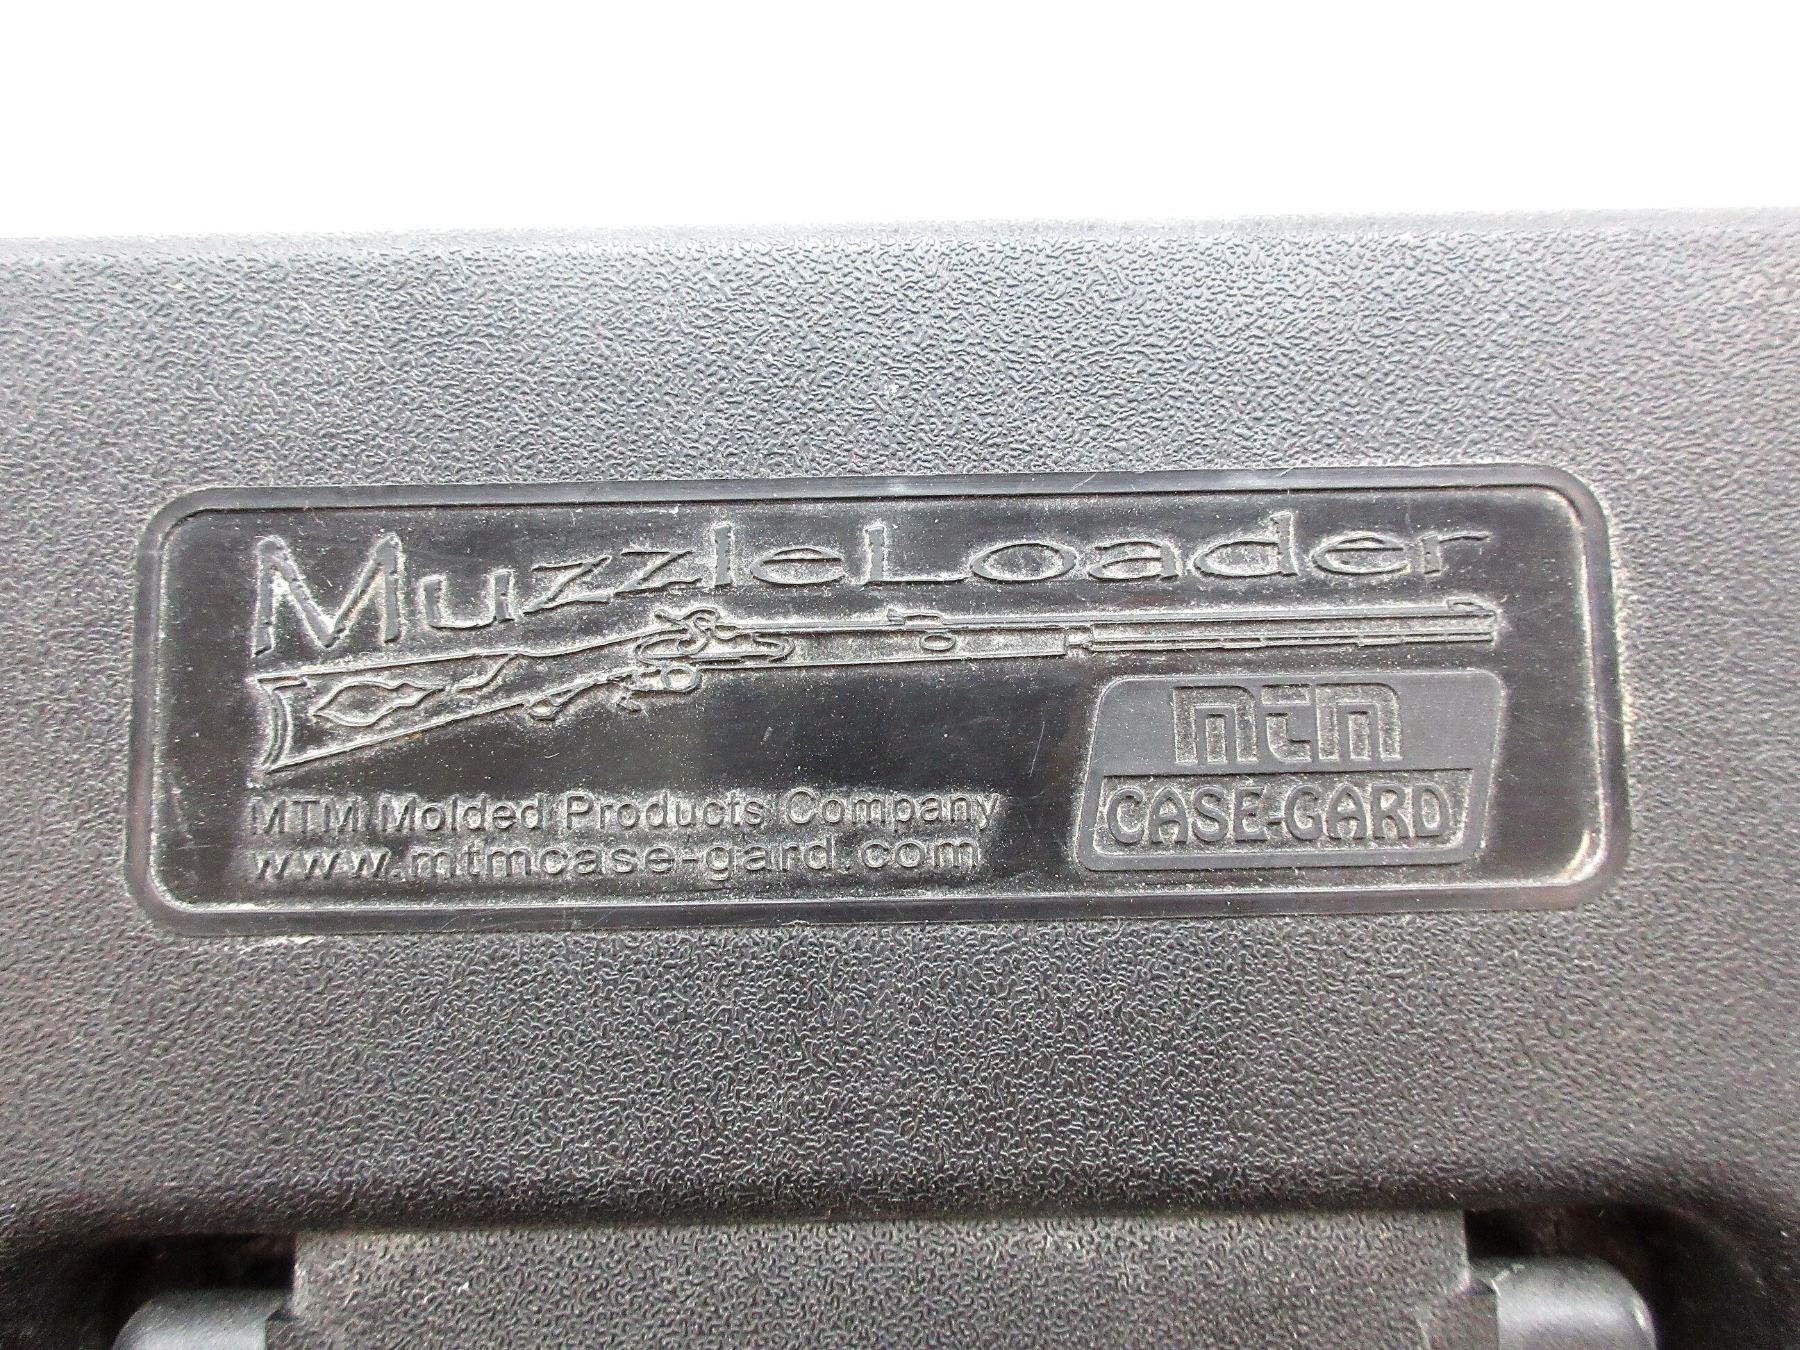 MuzzleLoader
mtm
CASE-GARD
MTM Molded Products Company
www.mtmcase-gard.com